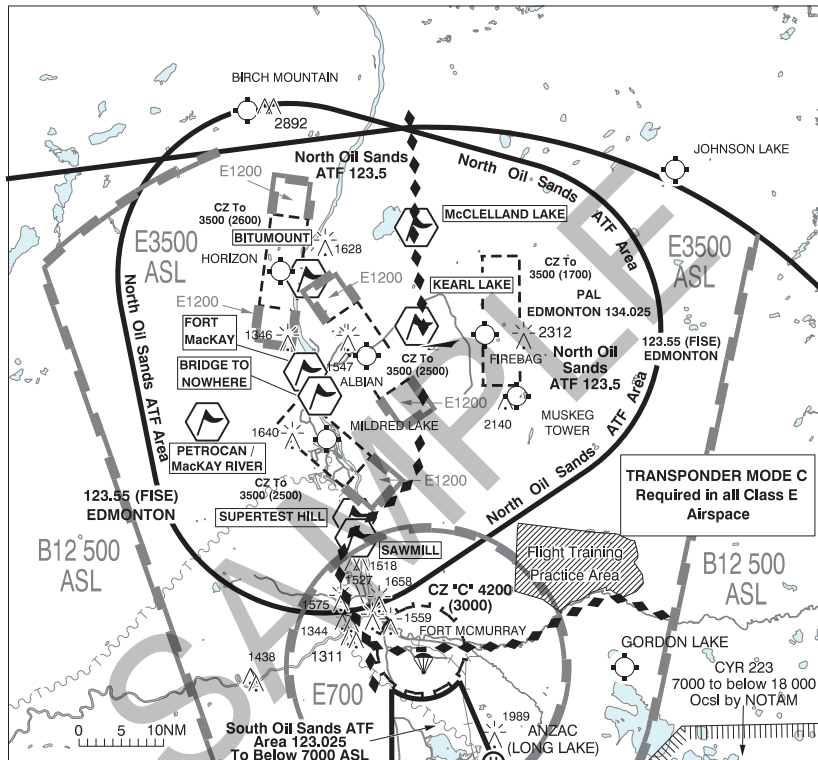 BIRCH MOUNTAIN
2892
JOHNSON LAKE
North Oil Sands
ATF 123.5
North Oil Sands ATF Area
E1200
CZ To
3500 (2600)
McCLELLAND LAKE
BITUMOUNT
1628
E3500
ASL
HORIZON
E1200
CZ To
3500 (1700)
E3500
ASL
KEARL LAKE
PAL
EDMONTON 134.025
E1200
North Oil Sands ATF Area
FORT
MacKAY
1346
1547
2312
123.55 (FISE)
EDMONTON
FIREBAG
North Oil
Sands
ATF 123.5
BRIDGE TO
NOWHERE
ALBIAN
CZ To
3500 (2500)
E1200
2140
MUSKEG
TOWER
MILDRED LAKE
1640
PETROCAN /
MacKAY RIVER
North Oil Sands ATF Area
TRANSPONDER MODE C
Required in all Class E
Airspace
CZ To
3500 (2500)
E1200
123.55 (FISE)
EDMONTON
SUPERTEST HILL
SAWMILL
B12 500
ASL
Flight Training
Practice Area
B12 500
ASL
1518
1527
1658
CZ "C" 4200
(3000)
1575
1559
1344
FORT MCMURRAY
1311
GORDON LAKE
1438
CYR 223
7000 to below 18 000
Ocsl by NOTAM
E700
1989
ANZAC
(LONG LAKE)
South Oil Sands ATF
Area 123.025
To Below 7000 ASL
0 5 10NM
H
SAMPLE